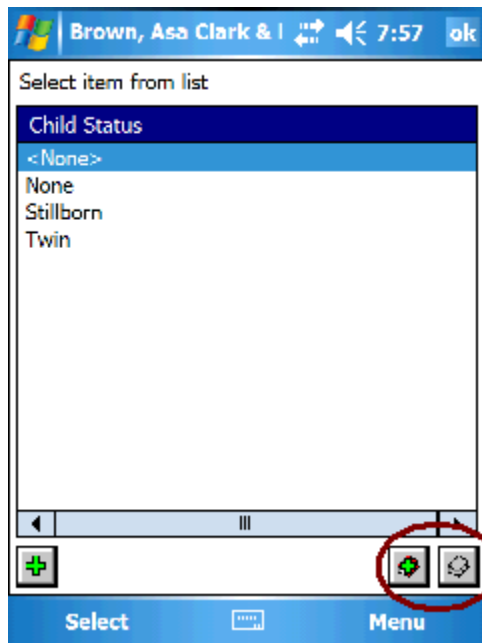 Brown, Asa Clark & I 7:57 ok
Select item from list
Child Status
<None>
None
Stillborn
Twin
Select Menu